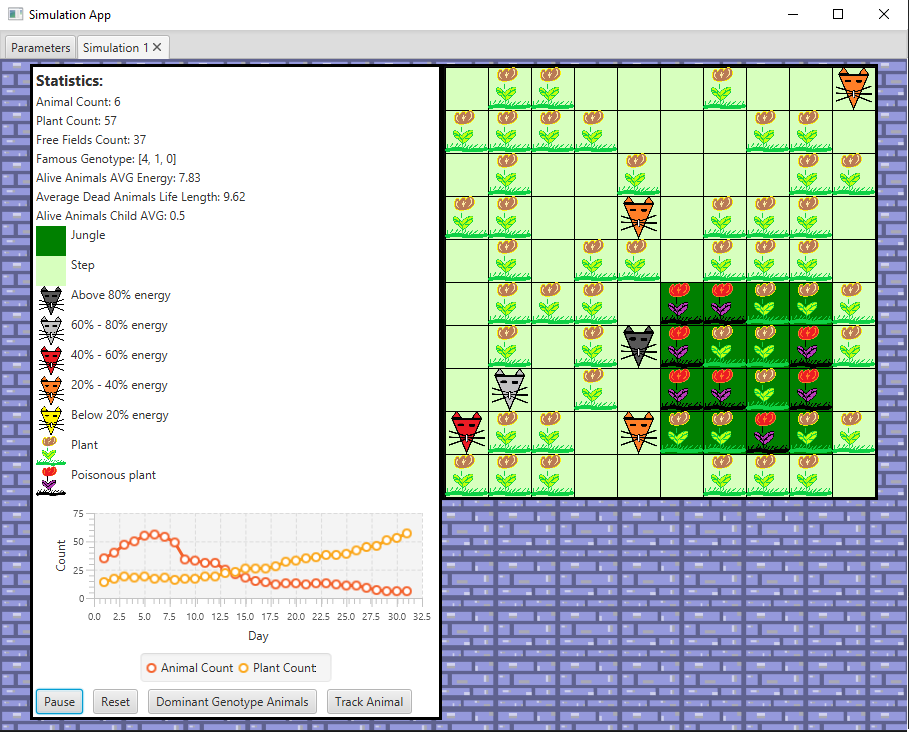 Simulation App
Parameters
Simulation 1
Statistics:
Animal Count: 6
Plant Count: 57
Free Fields Count: 37
Famous Genotype: [4, 1, 0]
Alive Animals AVG Energy: 7.83
Average Dead Animals Life Length: 9.62
Alive Animals Child AVG: 0.5
Jungle
Step
Above 80% energy
60% - 80% energy
40% - 60% energy
20% - 40% energy
Below 20% energy
Plant
Poisonous plant
75
50
25
0
Count
0.0 2.5 5.0 7.5 10.0 12.5 15.0 17.5 20.0 22.5 25.0 27.5 30.0 32.5
Day
Animal Count Plant Count
Pause Reset Dominant Genotype Animals Track Animal